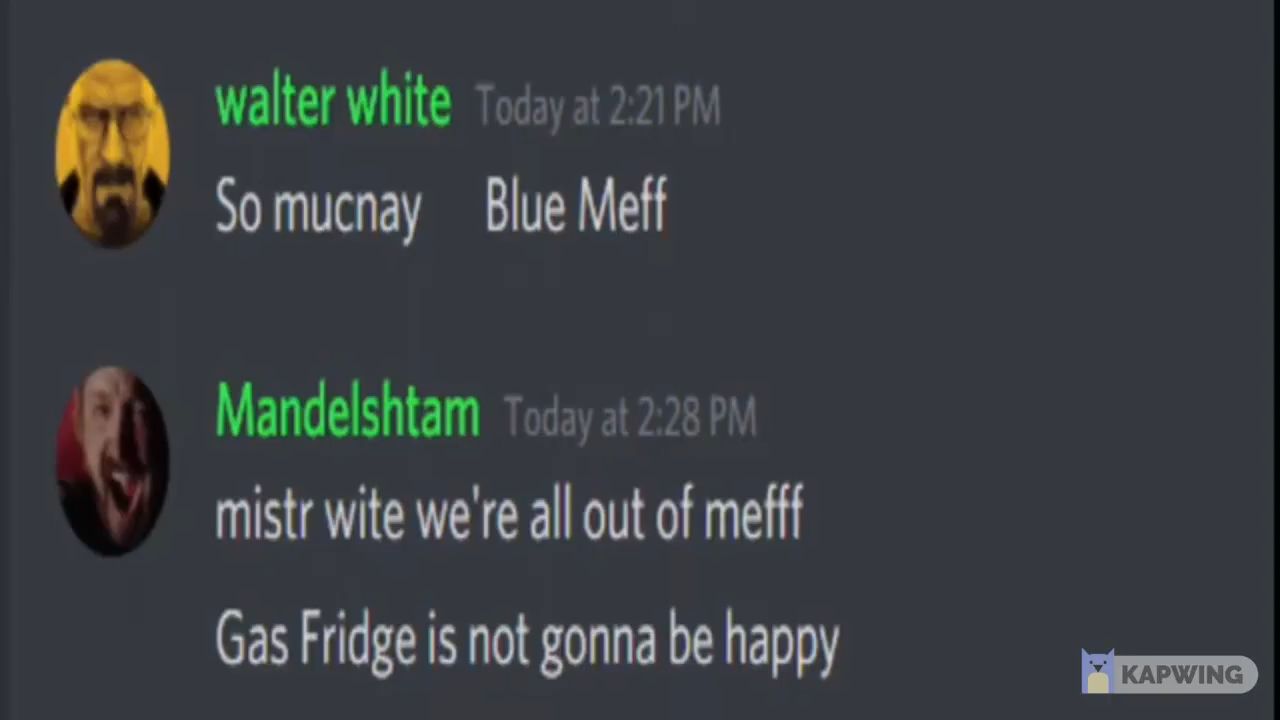 walter white Today at 2:21 PM
So mucnay Blue Meff
Mandelshtam Today at 2:28 PM
mistr wite we're all out of mefff
Gas Fridge is not gonna be happy
KAPWING